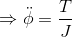 ⇒ φ̈ = T/J